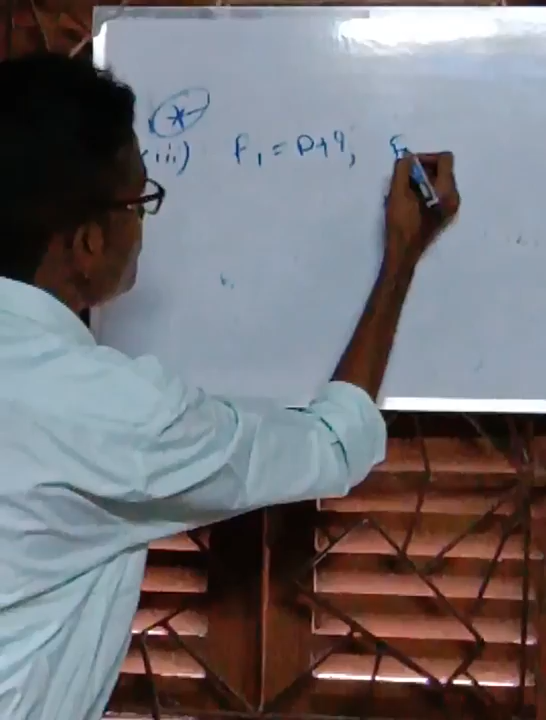 *
iii) F₁ = P+q, F